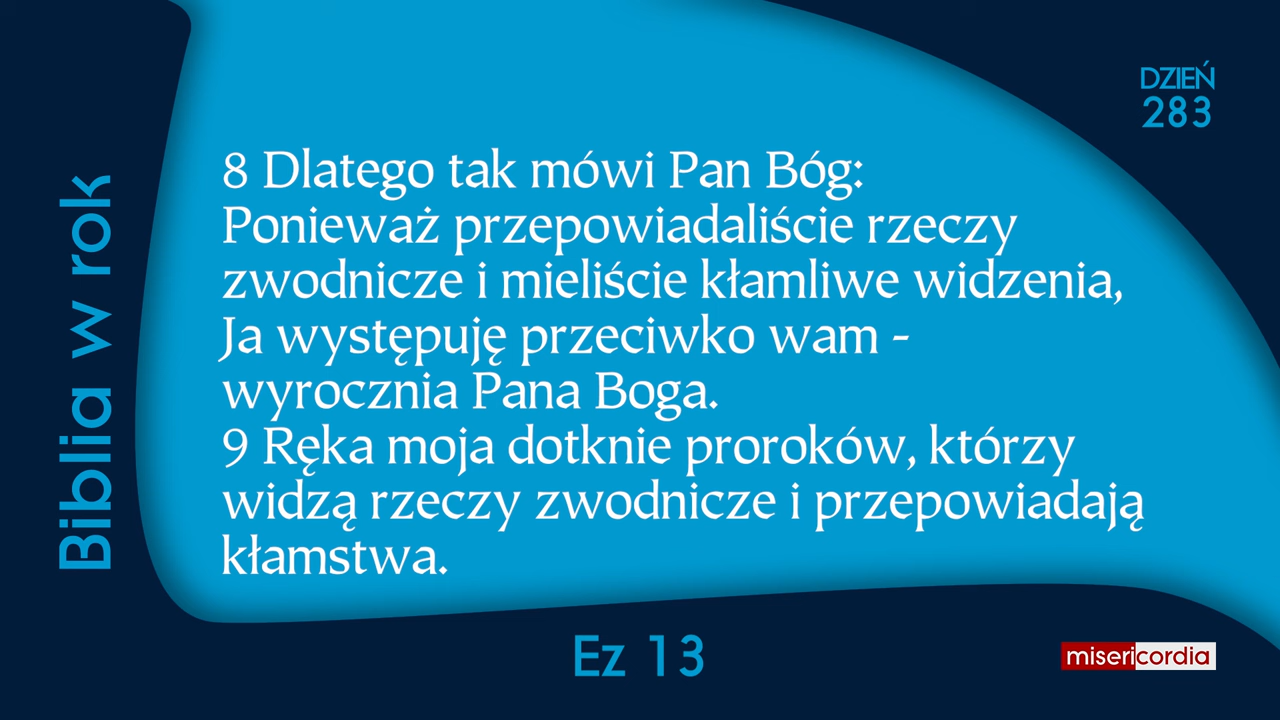 DZIEŃ
283
Biblia w rok
8 Dlatego tak mówi Pan Bóg:
Ponieważ przepowiadaliście rzeczy
zwodnicze i mieliście kłamliwe widzenia,
Ja występuję przeciwko wam -
wyrocznia Pana Boga.
9 Ręka moja dotknie proroków, którzy
widzą rzeczy zwodnicze i przepowiadają
kłamstwa.
Ez 13
misericordia